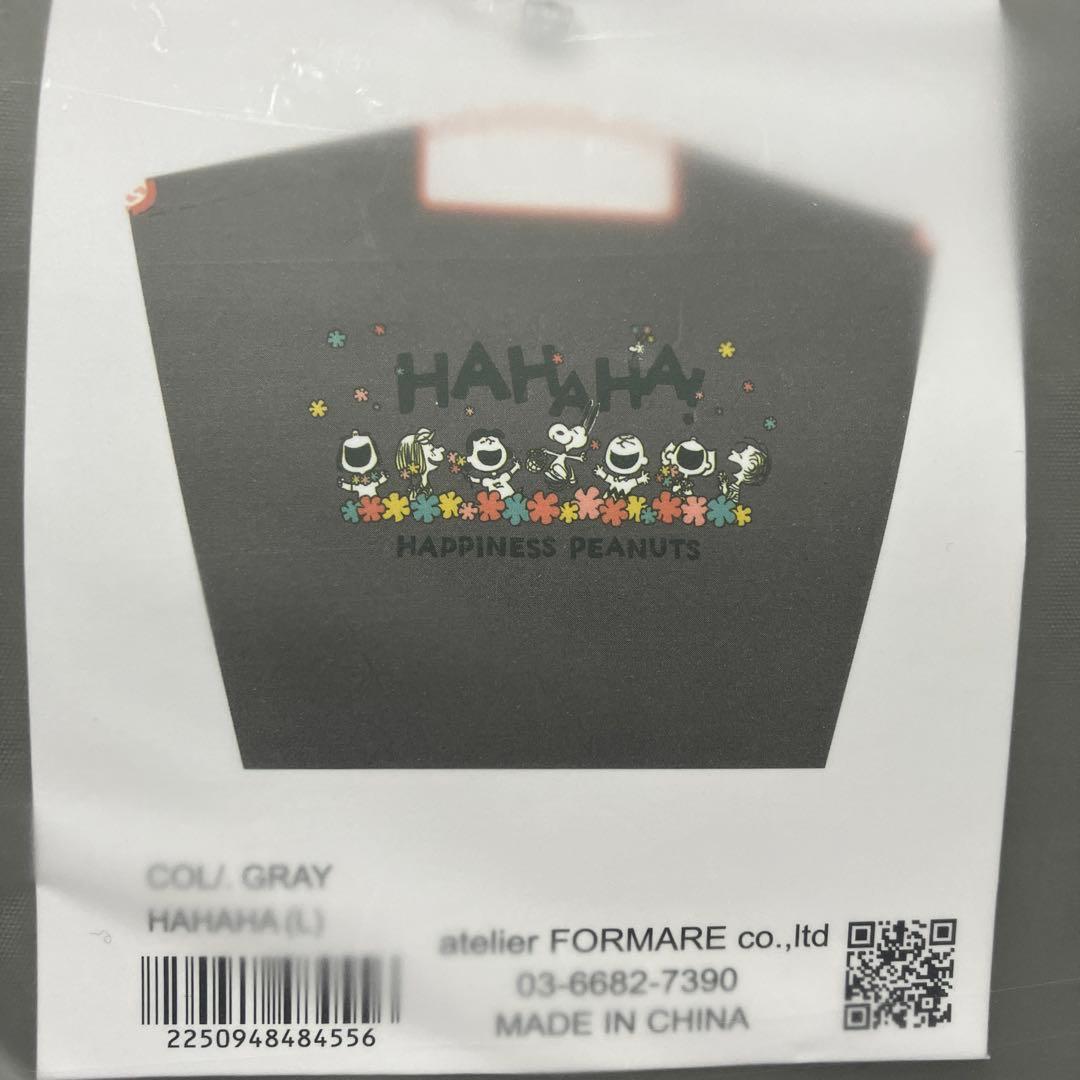 HAHAHA!
HAPPINESS PEANUTS
COL/. GRAY
HAHAHA (L)
atelier FORMARE co.,ltd
03-6682-7390
MADE IN CHINA
2250948484556